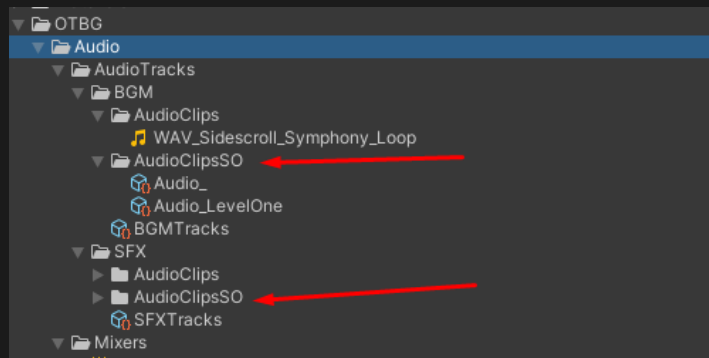 OTBG
Audio
AudioTracks
BGM
AudioClips
WAV_Sidescroll_Symphony_Loop
AudioClipsSO
Audio_
Audio_LevelOne
BGMTracks
SFX
AudioClips
AudioClipsSO
SFXTracks
Mixers